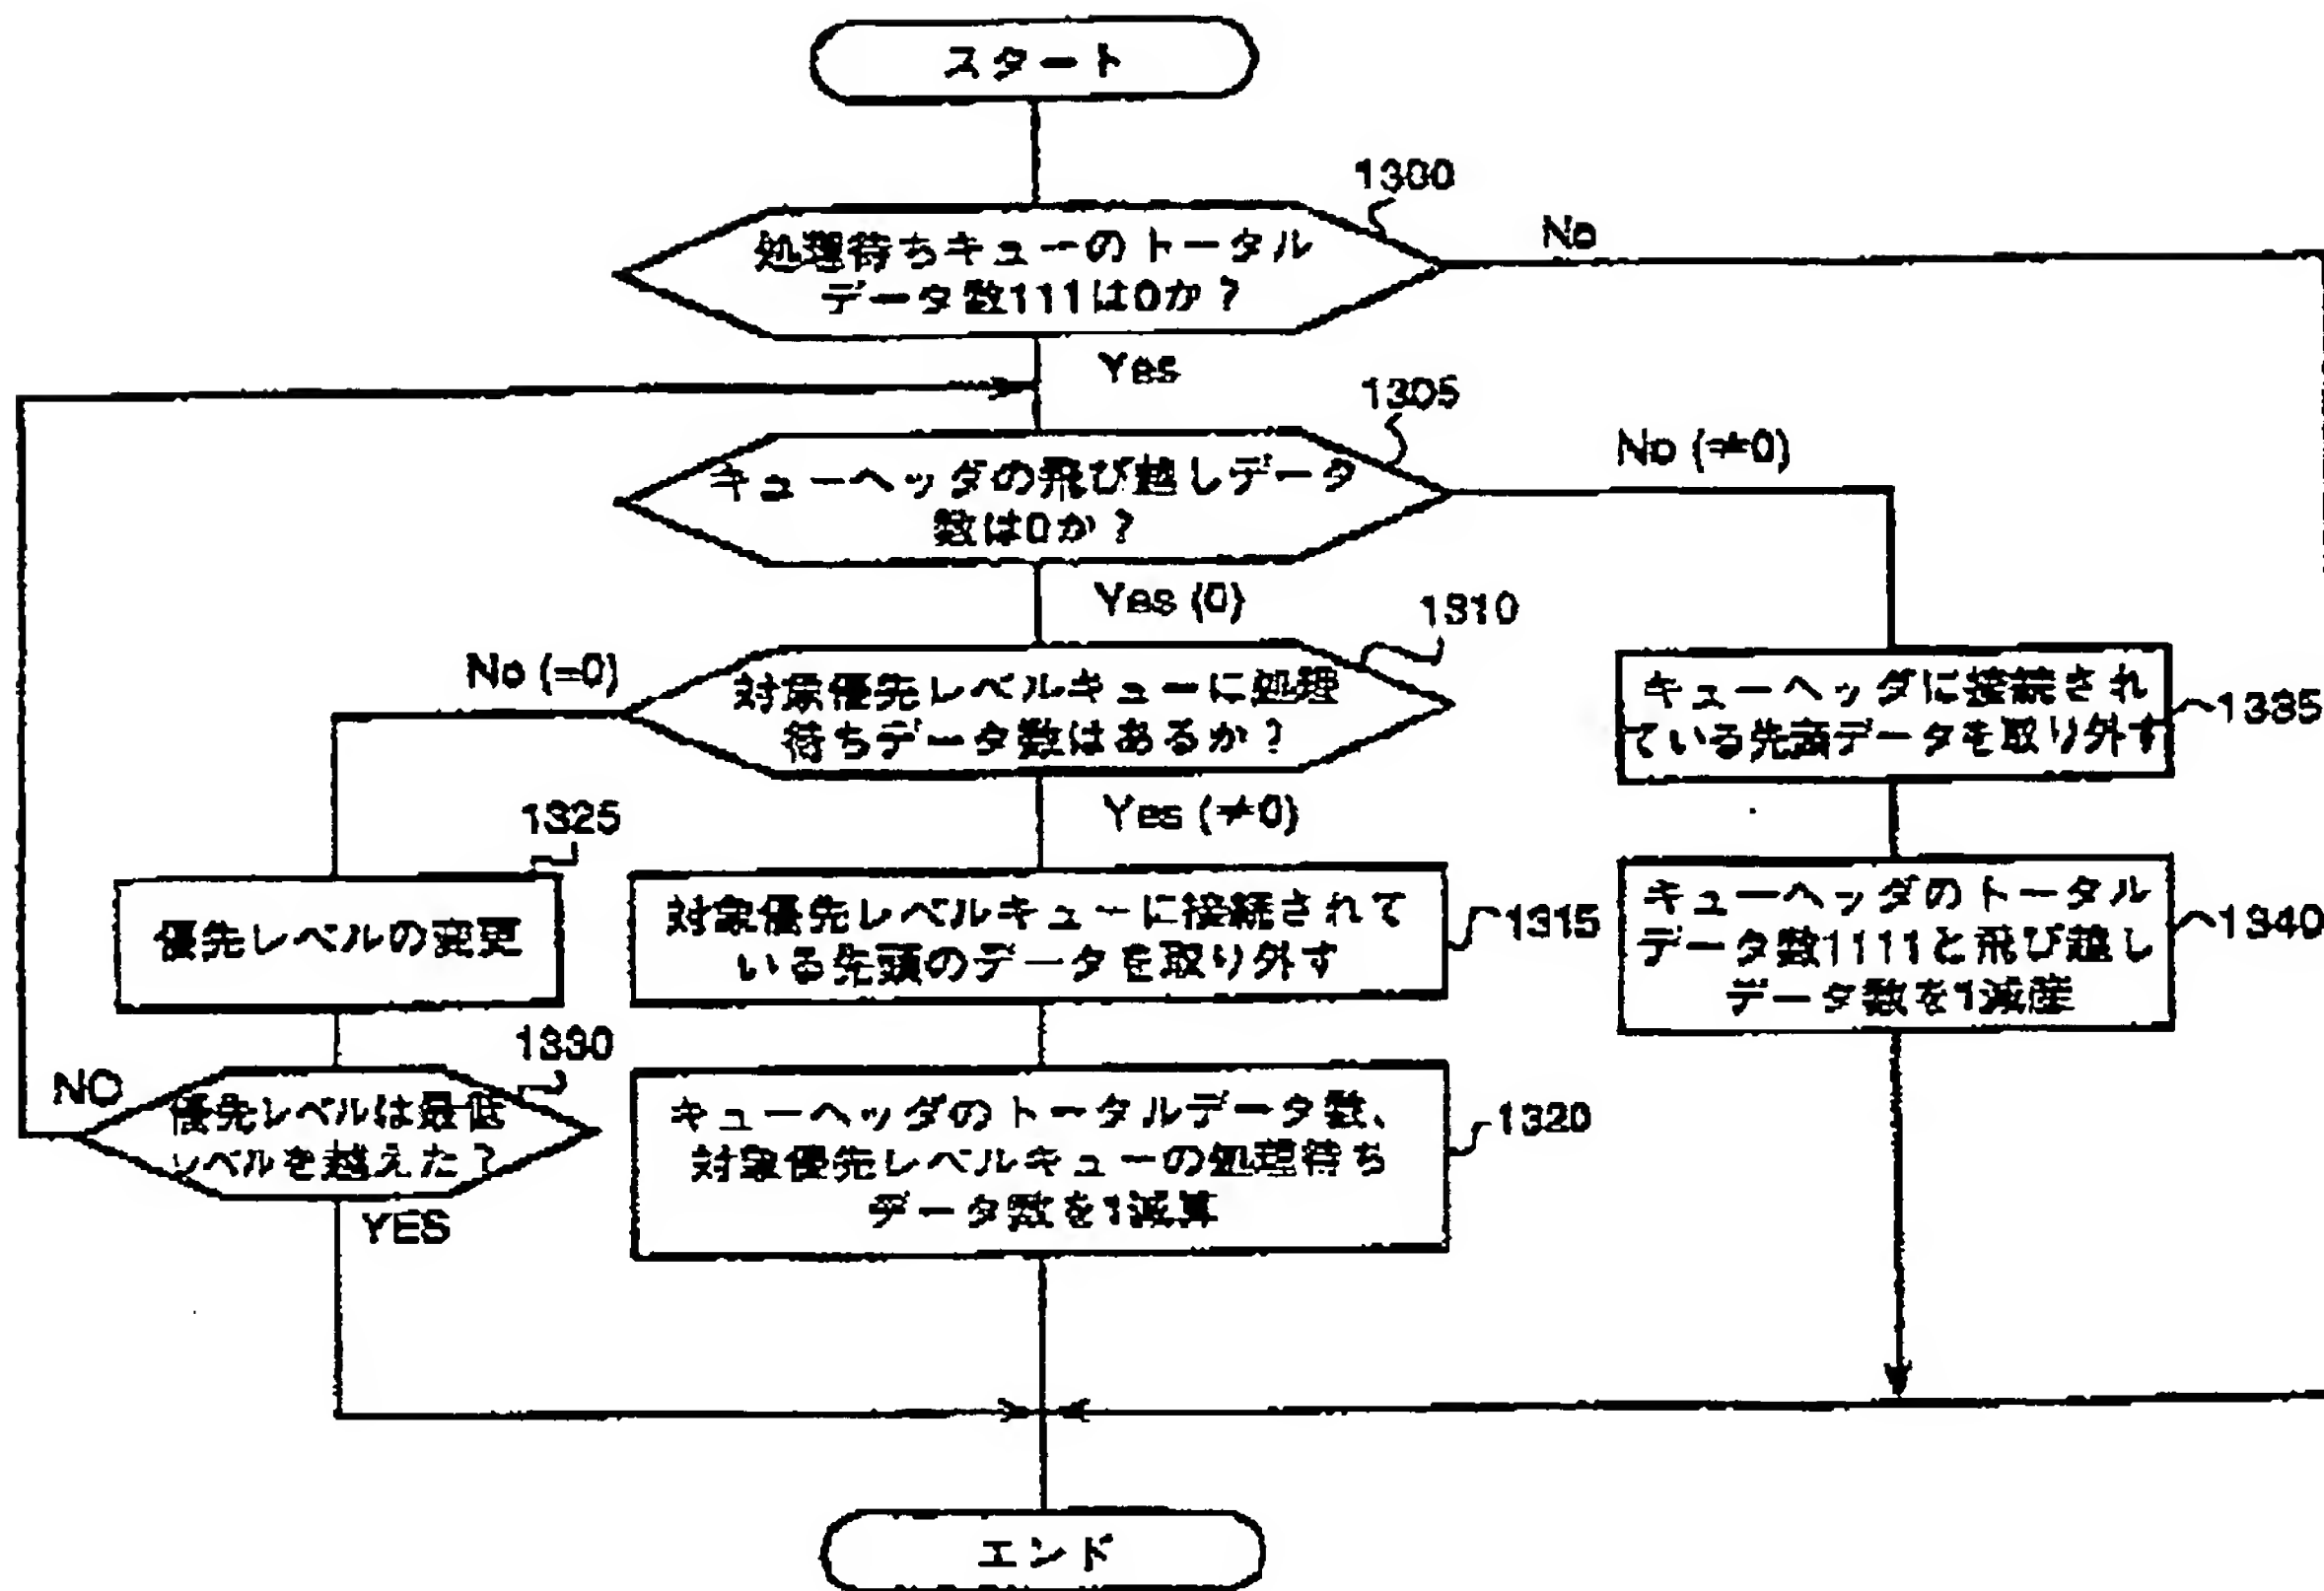 スタート
1300
処理待ちキューのトータル
データ数111は0か？
No
Yes
1305
キューヘッダの飛び越しデータ
数は0か？
No (≠0)
Yes (0)
1310
No (=0)
対象優先レベルキューに処理
待ちデータ数はあるか？
Yes (≠0)
キューヘッダに接続され
ている先頭データを取り外す
1335
1325
優先レベルの変更
対象優先レベルキューに接続されて
いる先頭のデータを取り外す
1315
キューヘッダのトータル
データ数1111と飛び越し
データ数を1減産
1340
1330
NO
優先レベルは最低
レベルを越えた？
YES
キューヘッダのトータルデータ数、
対象優先レベルキューの処理待ち
データ数を1減算
1320
エンド